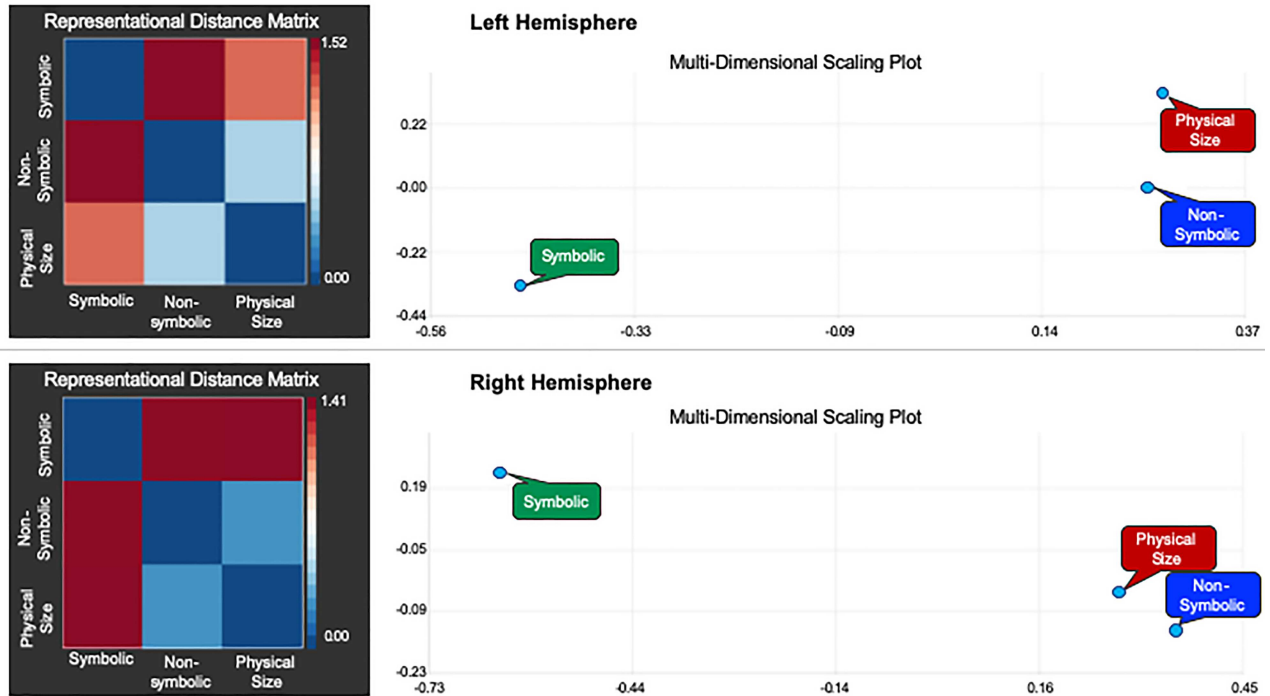 Representational Distance Matrix
1.52
Symbolic
Non-
Symbolic
Physical
Size
0.00
Symbolic
Non-
symbolic
Physical
Size
Left Hemisphere
Multi-Dimensional Scaling Plot
0.22
-0.00
-0.22
-0.44
-0.56
-0.33
-0.09
0.14
0.37
Physical
Size
Non-
Symbolic
Symbolic
Representational Distance Matrix
1.41
Symbolic
Non-
Symbolic
Physical
Size
0.00
Symbolic
Non-
symbolic
Physical
Size
Right Hemisphere
Multi-Dimensional Scaling Plot
0.19
-0.05
-0.09
-0.23
-0.73
-0.44
-0.14
0.16
0.45
Symbolic
Physical
Size
Non-
Symbolic